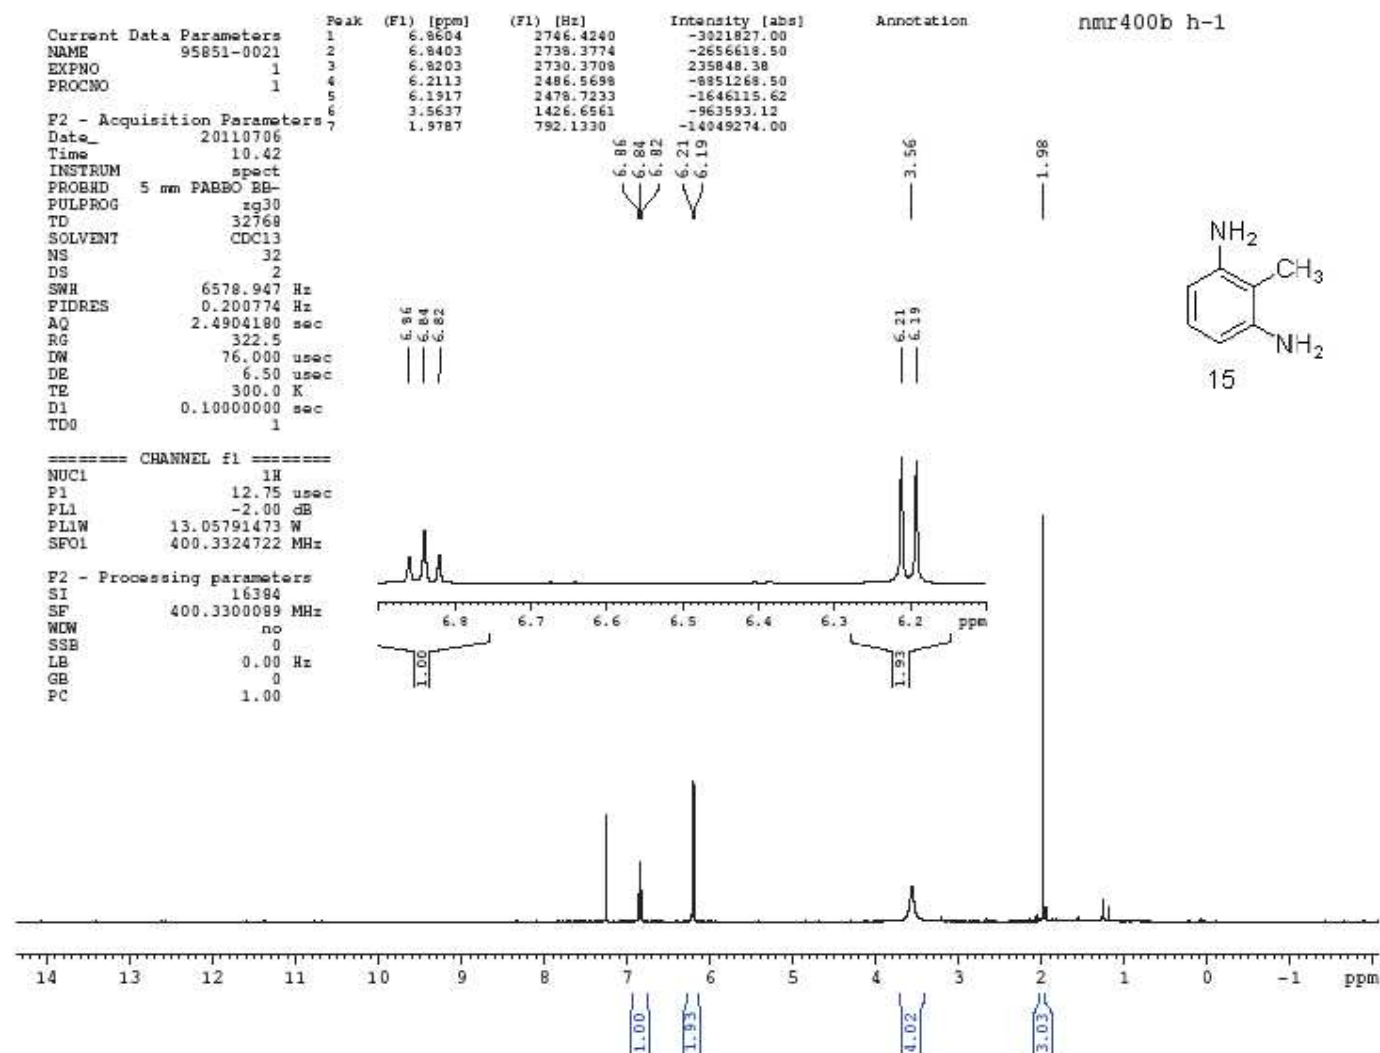 nmr400b h-1
Peak (F1) [ppm] (F1) [Hz] Intensity [abs] Annotation
1 6.8604 2746.4240 -3021827.00
2 6.8403 2738.3774 -2656618.50
3 6.8203 2730.3708 235848.38
4 6.2113 2486.5698 -8851268.50
5 6.1917 2478.7233 -1646115.62
6 3.5637 1426.6561 -963593.12
7 1.9787 792.1330 -14049274.00
Current Data Parameters
NAME 95851-0021
EXPNO 1
PROCNO 1
F2 - Acquisition Parameters
Date_ 20110706
Time 10.42
INSTRUM spect
PROBHD 5 mm PABBO BB-
PULPROG zg30
TD 32768
SOLVENT CDCl3
NS 32
DS 2
SWH 6578.947 Hz
FIDRES 0.200774 Hz
AQ 2.4904180 sec
RG 322.5
DW 76.000 usec
DE 6.50 usec
TE 300.0 K
D1 0.10000000 sec
TD0 1
======== CHANNEL f1 ========
NUC1 1H
P1 12.75 usec
PL1 -2.00 dB
PL1W 13.05791473 W
SFO1 400.3324722 MHz
F2 - Processing parameters
SI 16384
SF 400.3300089 MHz
WDW no
SSB 0
LB 0.00 Hz
GB 0
PC 1.00
6.86 6.84 6.82 6.21 6.19 3.56 1.98
NH2
CH3
NH2
15
6.86 6.84 6.82 6.21 6.19
6.8 6.7 6.6 6.5 6.4 6.3 6.2 ppm
1.00 1.93
14 13 12 11 10 9 8 7 6 5 4 3 2 1 0 -1 ppm
1.00 1.93 4.02 3.03